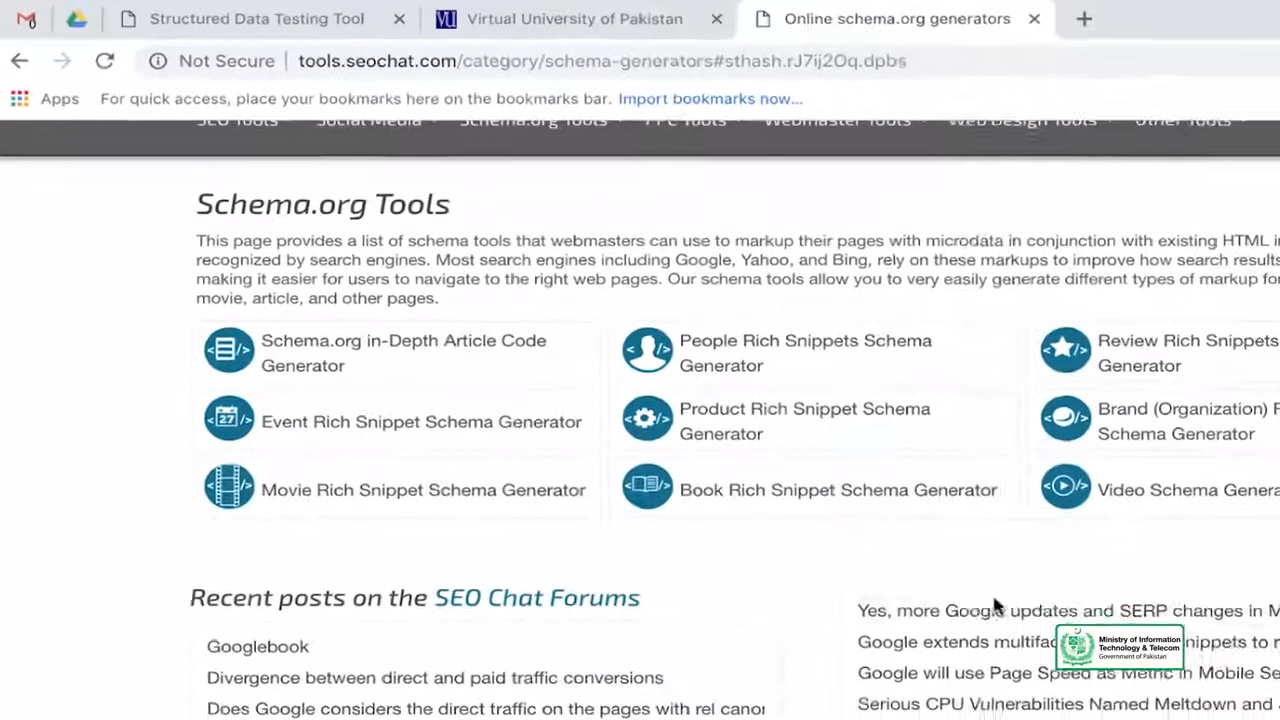 Structured Data Testing Tool
VU Virtual University of Pakistan
Online schema.org generators
Not Secure tools.seochat.com/category/schema-generators#sthash.rJ7ij2Oq.dpbs
Apps For quick access, place your bookmarks here on the bookmarks bar. Import bookmarks now...
SEO Tools Social Media Schema.org Tools PPC Tools Webmaster Tools Web Design Tools Other Tools
Schema.org Tools
This page provides a list of schema tools that webmasters can use to markup their pages with microdata in conjunction with existing HTML
recognized by search engines. Most search engines including Google, Yahoo, and Bing, rely on these markups to improve how search results
making it easier for users to navigate to the right web pages. Our schema tools allow you to very easily generate different types of markup for
movie, article, and other pages.
Schema.org in-Depth Article Code
Generator
People Rich Snippets Schema
Generator
Review Rich Snippets
Generator
27
Event Rich Snippet Schema Generator
Product Rich Snippet Schema
Generator
Brand (Organization)
Schema Generator
Movie Rich Snippet Schema Generator
Book Rich Snippet Schema Generator
Video Schema
Recent posts on the SEO Chat Forums
Googlebook
Divergence between direct and paid traffic conversions
Does Google considers the direct traffic on the pages with rel
Yes, more Google updates and SERP changes in
Google extends
Google will use Page Speed as Metric in Mobile
Serious CPU Vulnerabilities Named Meltdown and
Ministry of Information
Technology & Telecom
Government of Pakistan